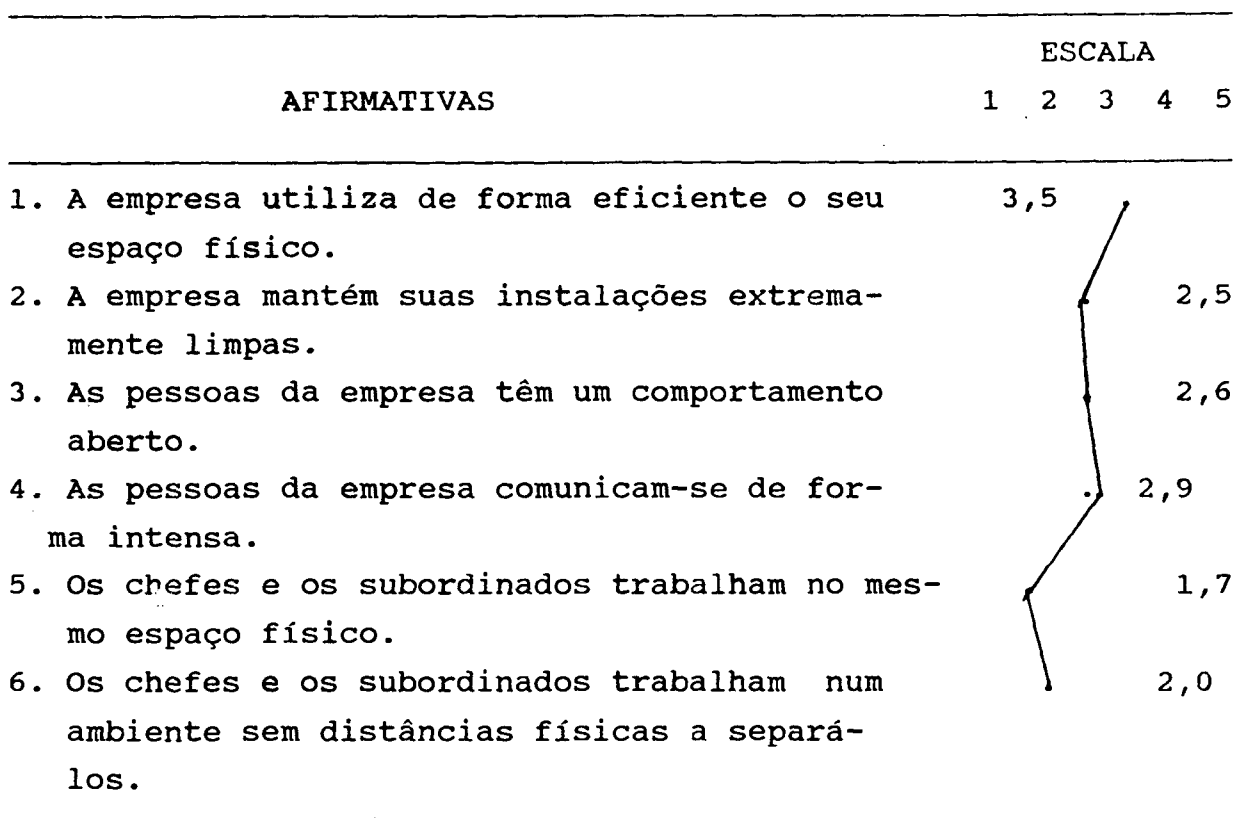 ESCALA
AFIRMATIVAS 1 2 3 4 5
1. A empresa utiliza de forma eficiente o seu 3,5
espaço físico.
2. A empresa mantém suas instalações extrema- 2,5
mente limpas.
3. As pessoas da empresa têm um comportamento 2,6
aberto.
4. As pessoas da empresa comunicam-se de for- 2,9
ma intensa.
5. Os chefes e os subordinados trabalham no mes- 1,7
mo espaço físico.
6. Os chefes e os subordinados trabalham num 2,0
ambiente sem distâncias físicas a separá-
los.